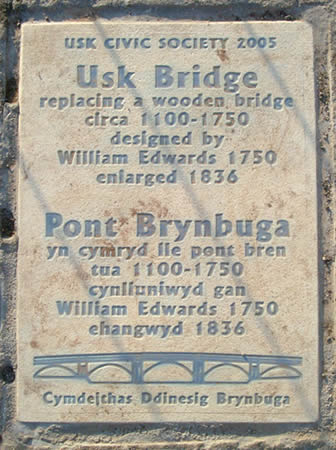 USK CIVIC SOCIETY 2005
Usk Bridge
replacing a wooden bridge
circa 1100-1750
designed by
William Edwards 1750
enlarged 1836
Pont Brynbuga
yn cymryd lle pont bren
tua 1100-1750
cynlluniwyd gan
William Edwards 1750
ehangwyd 1836
Cymdejthas Ddinesig Brynbuga